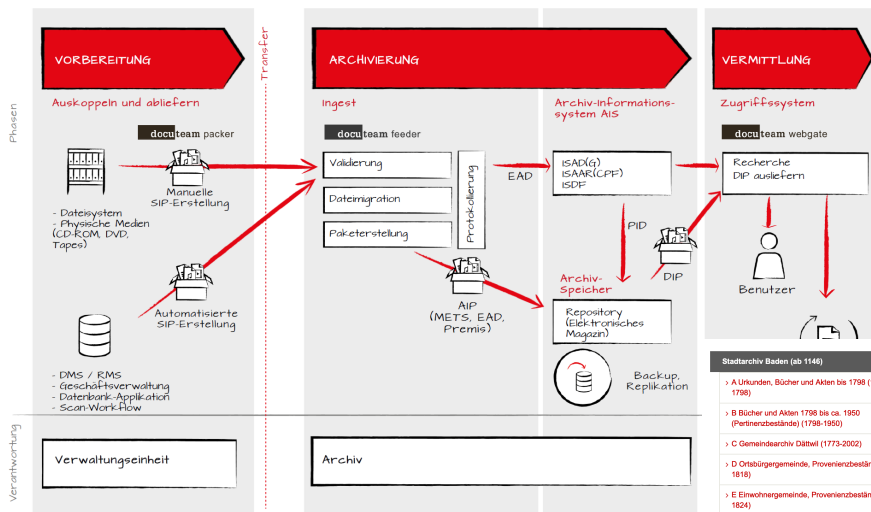 Phasen
VORBEREITUNG
Transfer
ARCHIVIERUNG
VERMITTLUNG
Auskoppeln und abliefern
Ingest
Archiv-Informations-
system AIS
Zugriffssystem
docuteam packer
docuteam feeder
docuteam webgate
Manuelle
SIP-Erstellung
- Dateisystem
- Physische Medien
(CD-ROM, DVD,
Tapes)
Automatisierte
SIP-Erstellung
- DMS / RMS
- Geschäftsverwaltung
- Datenbank-Applikation
- Scan-Workflow
Validierung
Dateimigration
Paketerstellung
Protokollierung
EAD
ISAD(G)
ISAAR(CPF)
ISDF
Recherche
DIP ausliefern
PID
DIP
Benutzer
AIP
(METS, EAD,
Premis)
Archiv-
Speicher
Repository
(Elektronisches
Magazin)
Backup,
Replikation
Stadtarchiv Baden (ab 1146)
› A Urkunden, Bücher und Akten bis 1798 (
1798)
› B Bücher und Akten 1798 bis ca. 1950
(Pertinenzbestände) (1798-1950)
› C Gemeindearchiv Dättwil (1773-2002)
› D Ortsbürgergemeinde, Provenienzbestän
1818)
› E Einwohnergemeinde, Provenienzbestän
1824)
Verantwortung
Verwaltungseinheit
Archiv